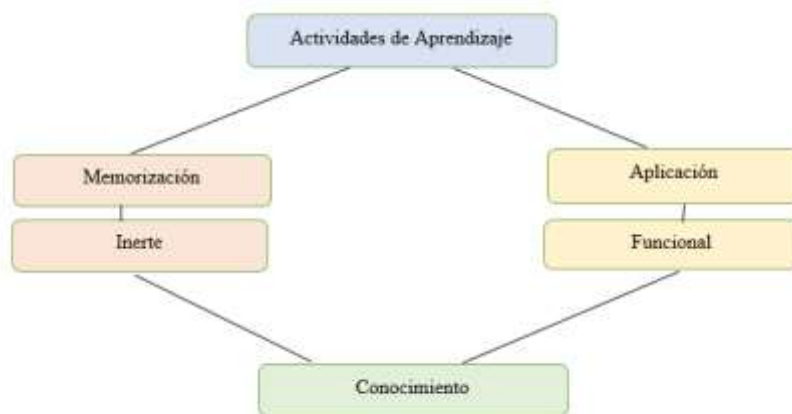 Actividades de Aprendizaje
Memorización
Aplicación
Inerte
Funcional
Conocimiento